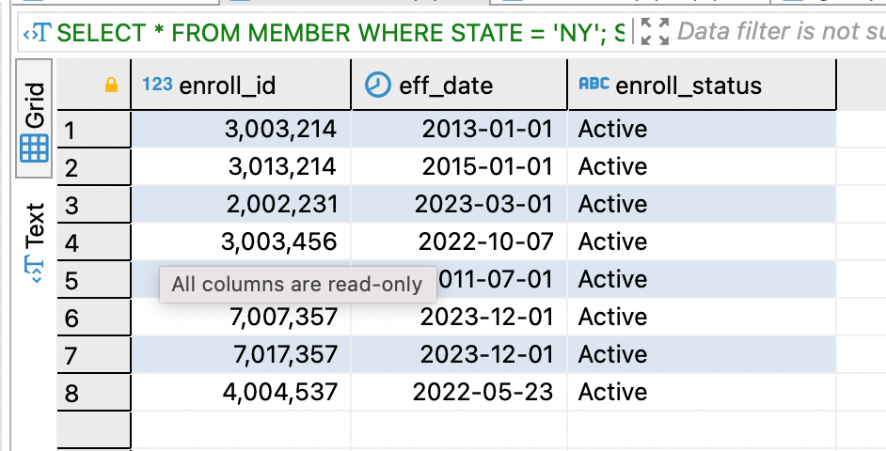 SELECT * FROM MEMBER WHERE STATE = 'NY'; S Data filter is not su
Grid
Text
123 enroll_id eff_date ABC enroll_status
1 3,003,214 2013-01-01 Active
2 3,013,214 2015-01-01 Active
3 2,002,231 2023-03-01 Active
4 3,003,456 2022-10-07 Active
5 All columns are read-only 011-07-01 Active
6 7,007,357 2023-12-01 Active
7 7,017,357 2023-12-01 Active
8 4,004,537 2022-05-23 Active